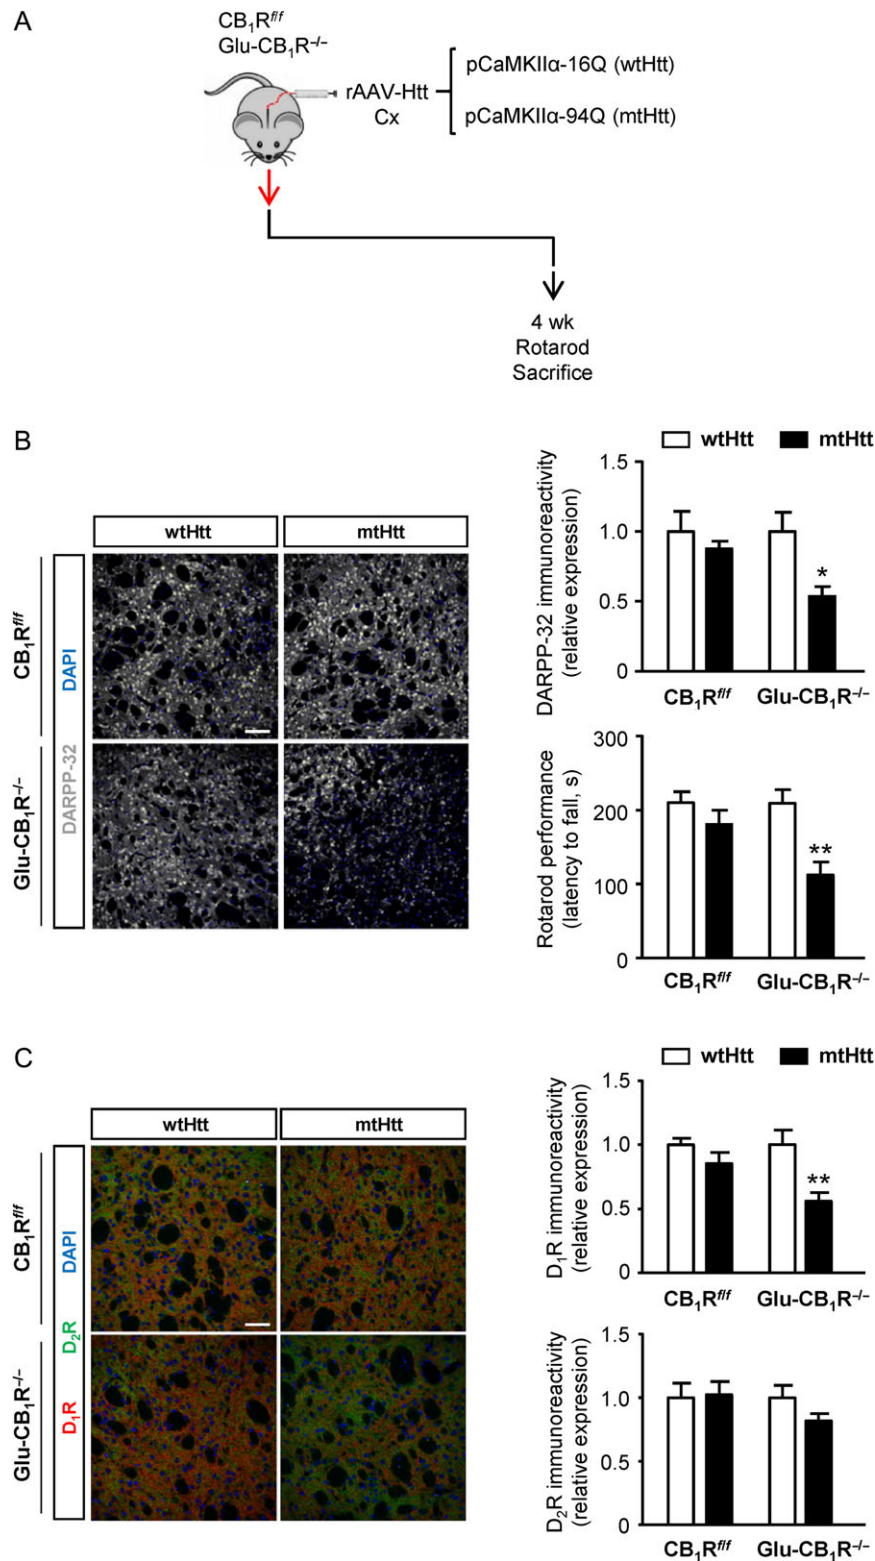 A
CB₁Rf/f
Glu-CB₁R–/–
rAAV-Htt
Cx
pCaMKIIα-16Q (wtHtt)
pCaMKIIα-94Q (mtHtt)
4 wk
Rotarod
Sacrifice
B
wtHtt
mtHtt
CB₁Rf/f
Glu-CB₁R–/–
DAPI
DARPP-32
wtHtt mtHtt
DARPP-32 immunoreactivity
(relative expression)
1.5
1.0
0.5
0
*
CB₁Rf/f
Glu-CB₁R–/–
Rotarod performance
(latency to fall, s)
300
200
100
0
**
CB₁Rf/f
Glu-CB₁R–/–
C
wtHtt
mtHtt
CB₁Rf/f
Glu-CB₁R–/–
DAPI
D₂R
D₁R
wtHtt mtHtt
D₁R immunoreactivity
(relative expression)
1.5
1.0
0.5
0
**
CB₁Rf/f
Glu-CB₁R–/–
D₂R immunoreactivity
(relative expression)
1.5
1.0
0.5
0
CB₁Rf/f
Glu-CB₁R–/–